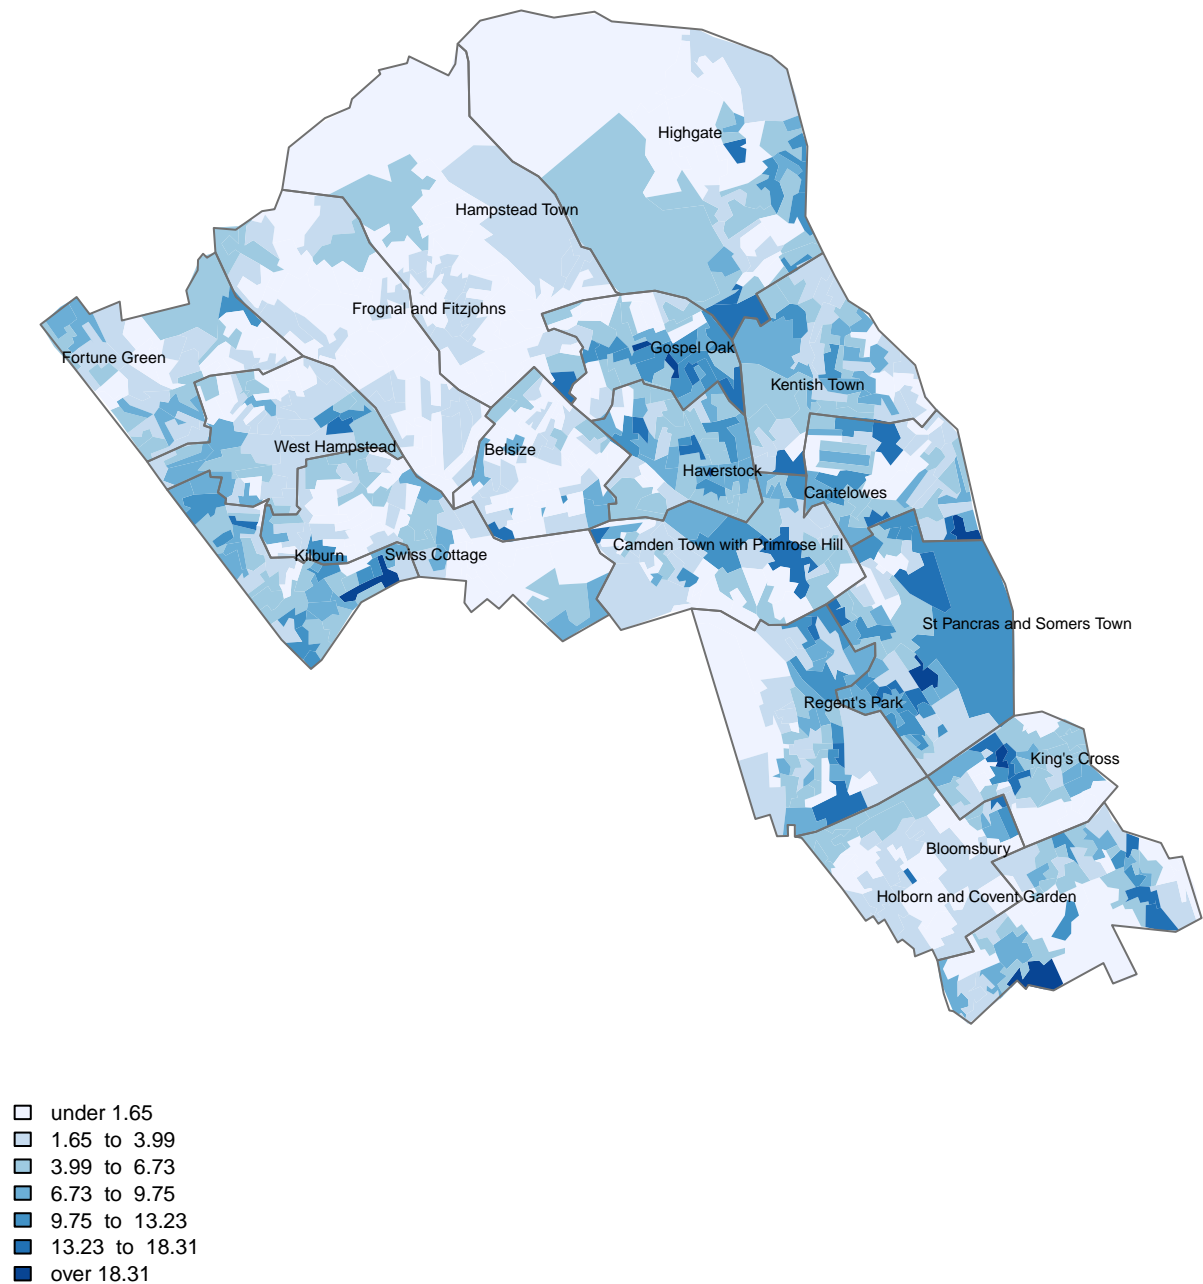 Highgate
Hampstead Town
Frognal and Fitzjohns
Gospel Oak
Fortune Green
Kentish Town
West Hampstead
Belsize
Haverstock
Cantelowes
Camden Town with Primrose Hill
Kilburn
Swiss Cottage
St Pancras and Somers Town
Regent's Park
King's Cross
Bloomsbury
Holborn and Covent Garden
under 1.65
1.65 to 3.99
3.99 to 6.73
6.73 to 9.75
9.75 to 13.23
13.23 to 18.31
over 18.31